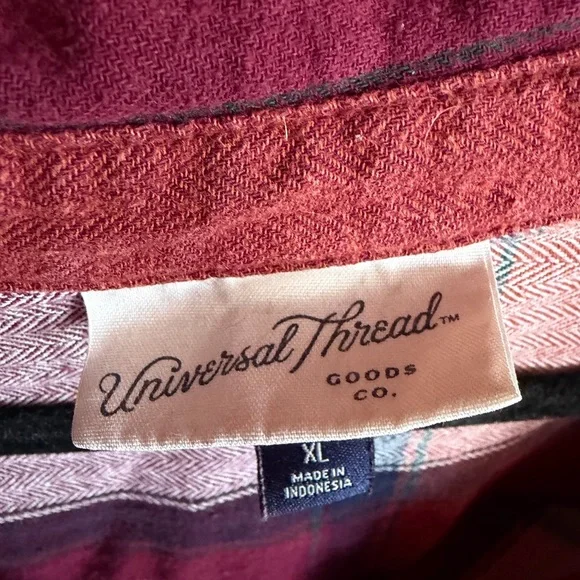 Universal Thread™
GOODS
CO.
XL
MADE IN
INDONESIA